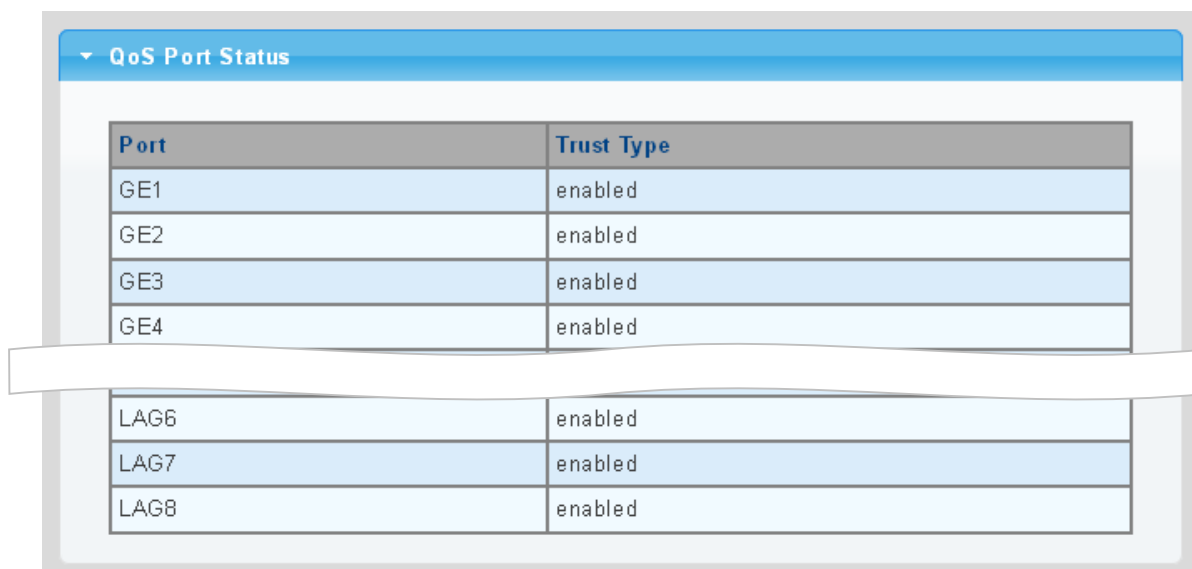 QoS Port Status
Port Trust Type
GE1 enabled
GE2 enabled
GE3 enabled
GE4 enabled
LAG6 enabled
LAG7 enabled
LAG8 enabled